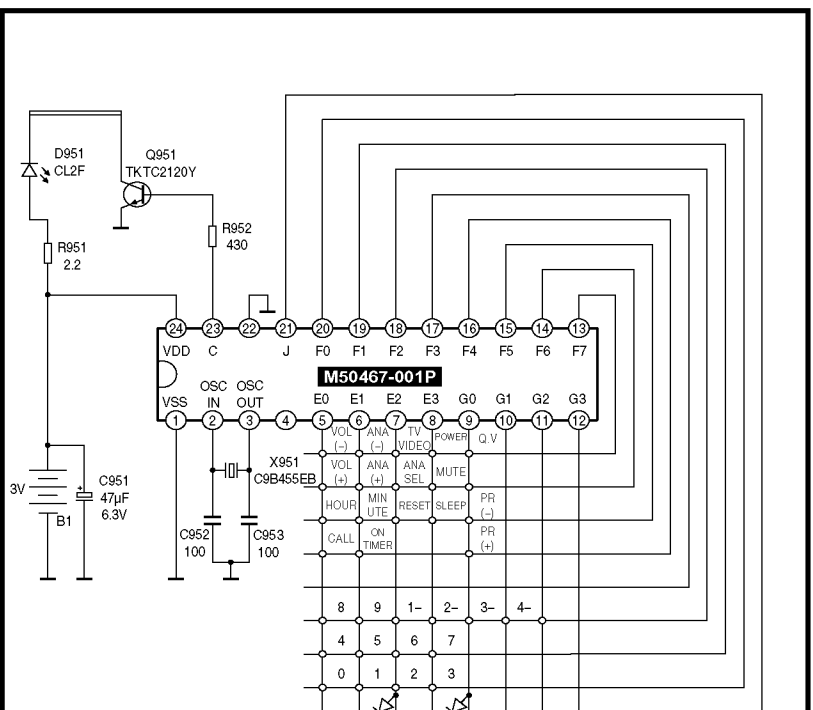 D951
CL2F
Q951
TKTC2120Y
R952
430
R951
2.2
24 23 22 21 20 19 18 17 16 15 14 13
VDD C J F0 F1 F2 F3 F4 F5 F6 F7
M50467-001P
OSC IN
OSC OUT
VSS E0 E1 E2 E3 G0 G1 G2 G3
1 2 3 4 5 6 7 8 9 10 11 12
VOL (–)
ANA (–)
TV VIDEO
POWER
Q.V
X951
C9B455EB
VOL (+)
ANA (+)
ANA SEL
MUTE
3V
B1
+
C951
47µF
6.3V
HOUR
MIN UTE
RESET
SLEEP
PR (–)
C952
100
C953
100
CALL
ON TIMER
PR (+)
8 9 1– 2– 3– 4–
4 5 6 7
0 1 2 3